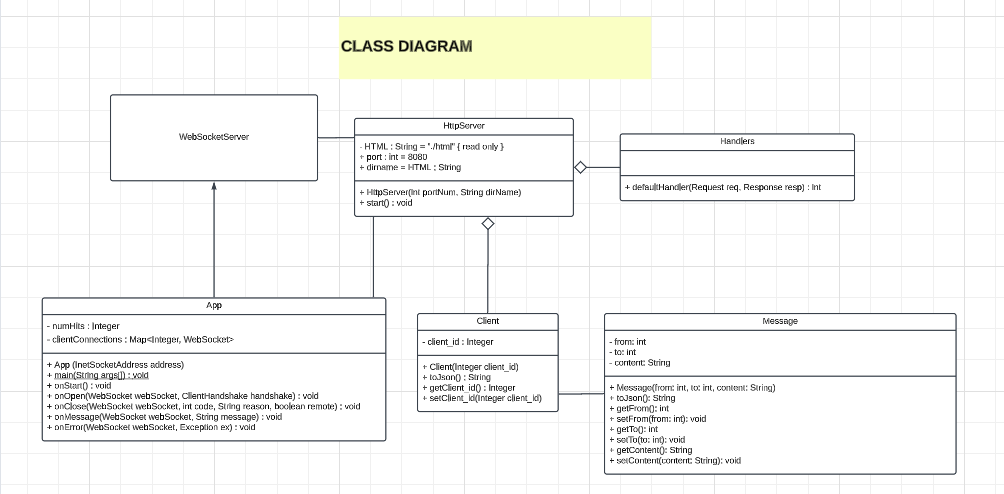 CLASS DIAGRAM
WebSocketServer
HttpServer
- HTML : String = "./html" { read only }
+ port : int = 8080
+ dirname = HTML : String
+ HttpServer(Int portNum, String dirName)
+ start() : void
Handlers
+ defaultHandler(Request req, Response resp) : Int
App
- numHits : Integer
- clientConnections : Map<Integer, WebSocket>
+ App (InetSocketAddress address)
+ main(String args[]) : void
+ onStart() : void
+ onOpen(WebSocket webSocket, ClientHandshake handshake) : void
+ onClose(WebSocket webSocket, int code, String reason, boolean remote) : void
+ onMessage(WebSocket webSocket, String message) : void
+ onError(WebSocket webSocket, Exception ex) : void
Client
- client_id : Integer
+ Client(Integer client_id)
+ toJson() : String
+ getClient_id() : Integer
+ setClient_id(Integer client_id)
Message
- from: int
- to: int
- content: String
+ Message(from: int, to: int, content: String)
+ toJson(): String
+ getFrom(): int
+ setFrom(from: int): void
+ getTo(): int
+ setTo(to: int): void
+ getContent(): String
+ setContent(content: String): void